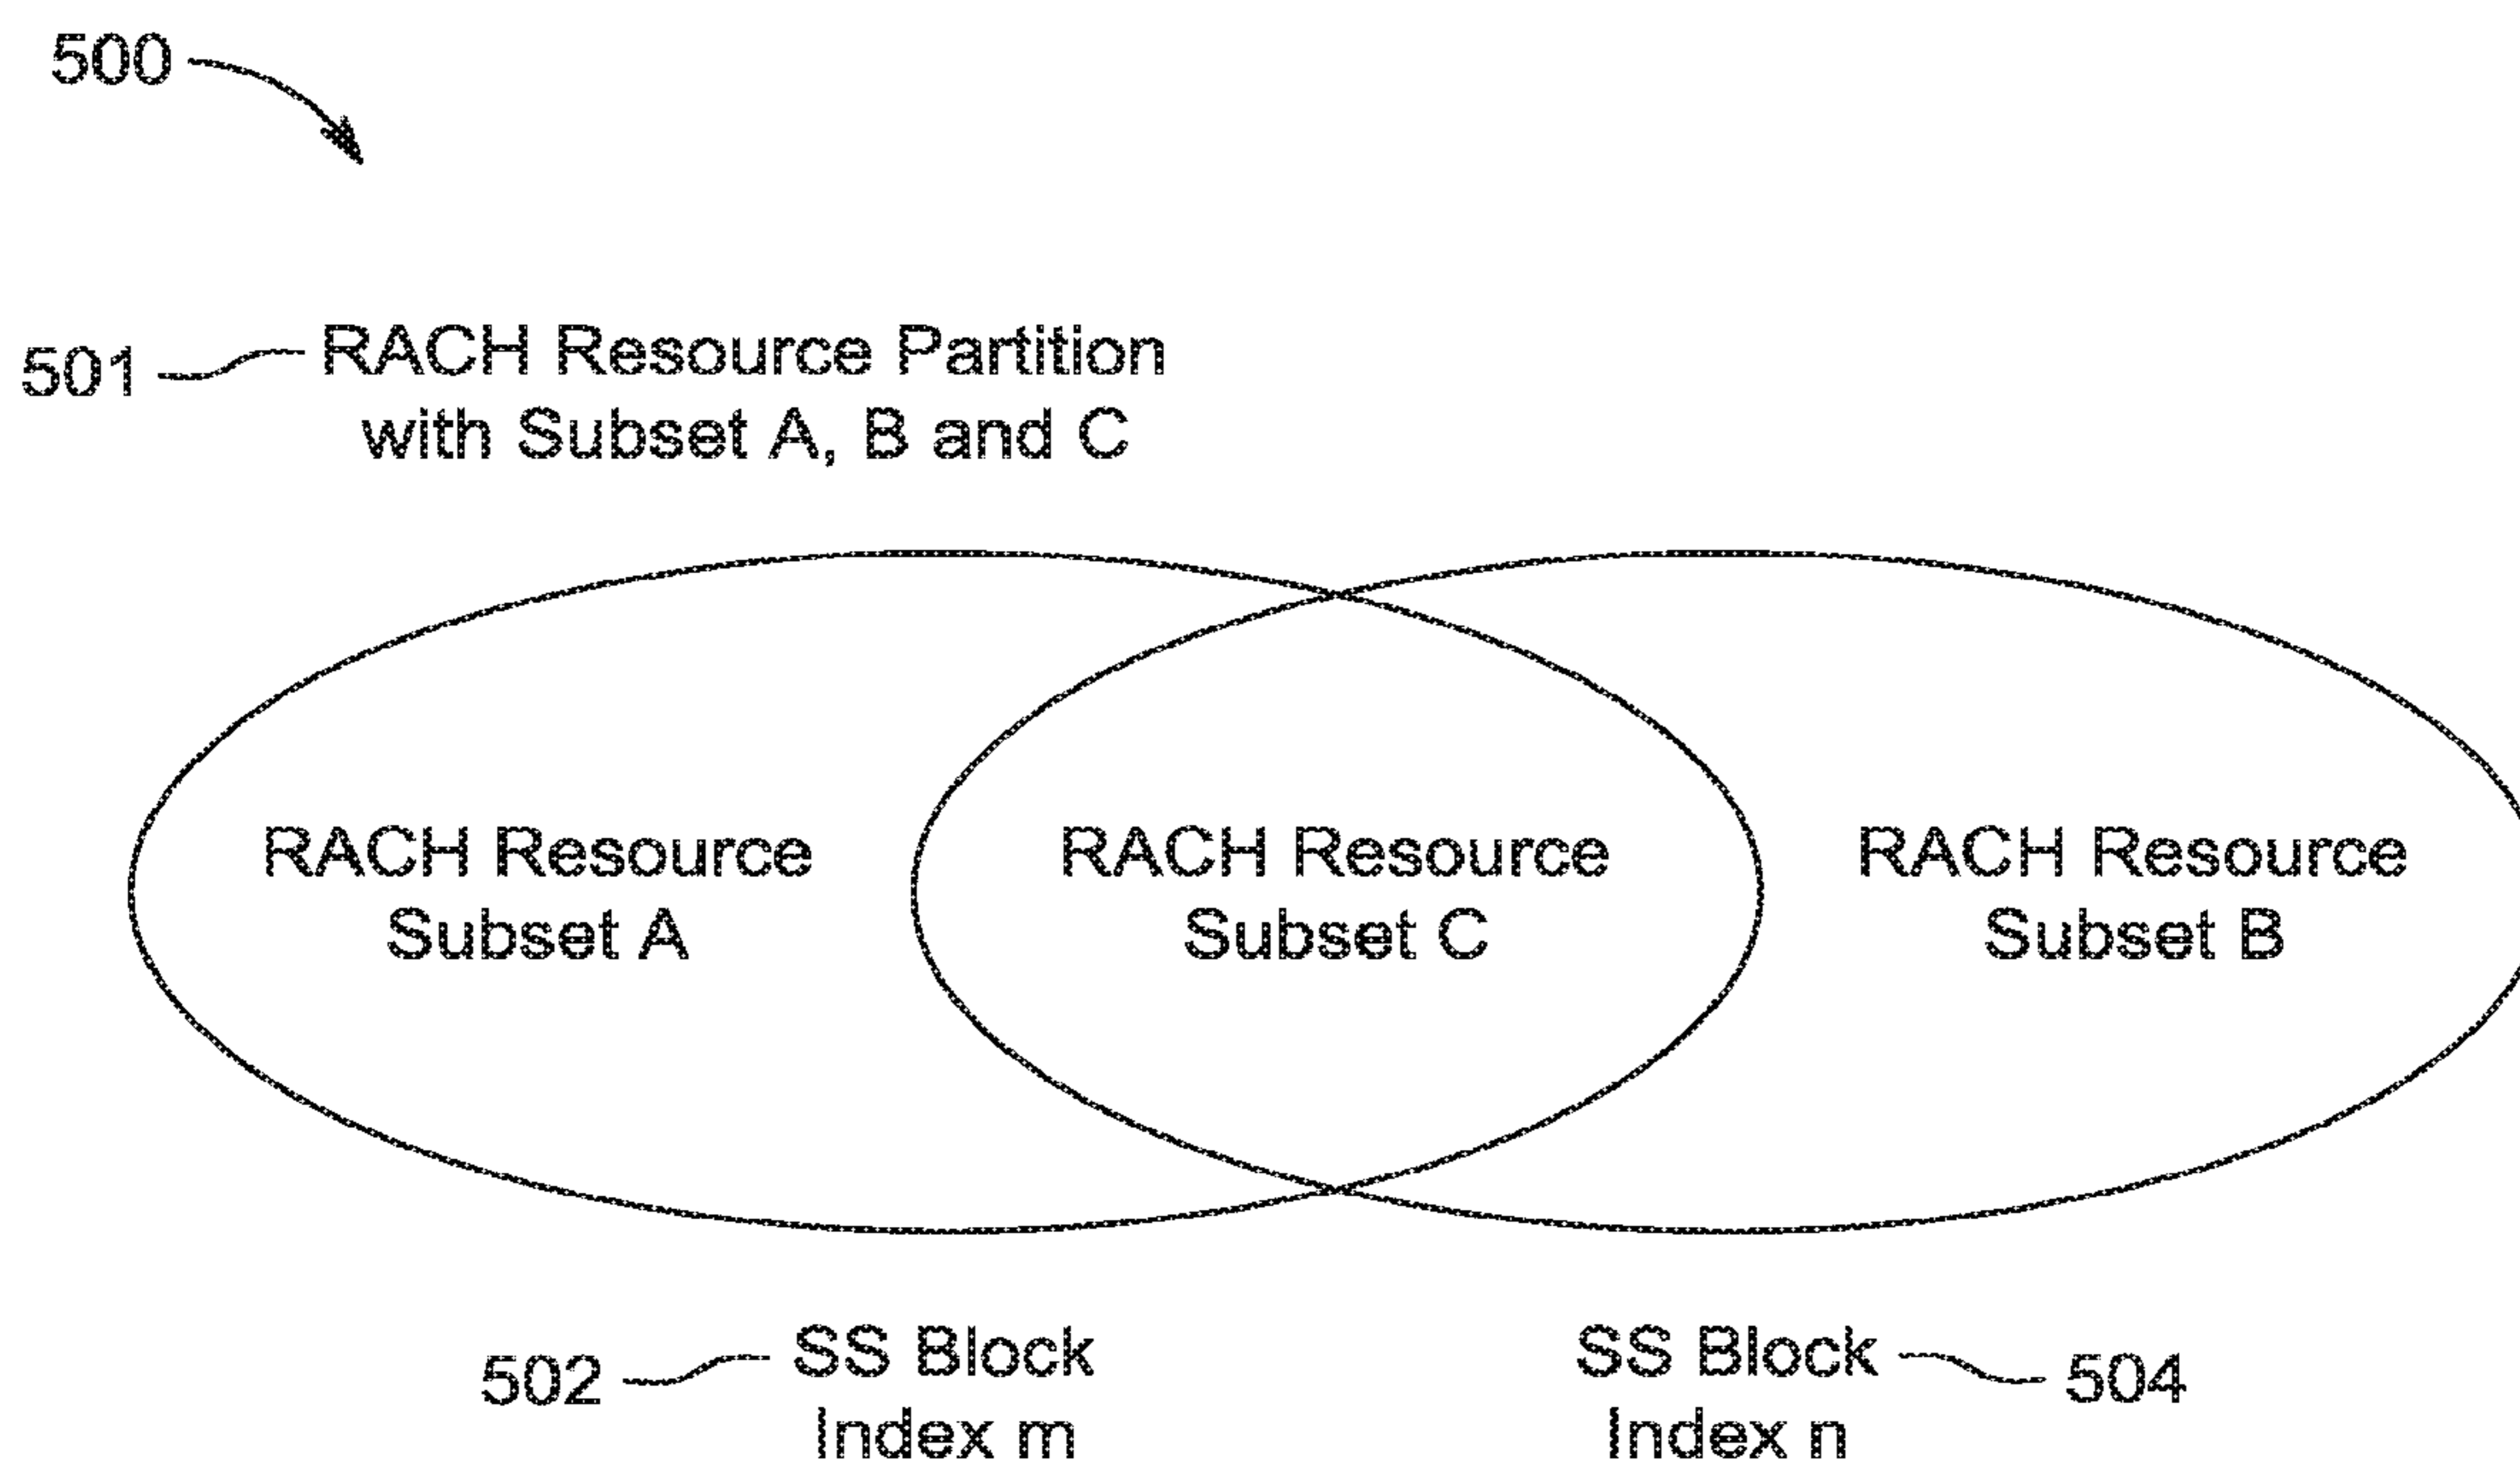 500
501 RACH Resource Partition
with Subset A, B and C
RACH Resource
Subset A
RACH Resource
Subset C
RACH Resource
Subset B
502 SS Block
Index m
SS Block 504
Index n